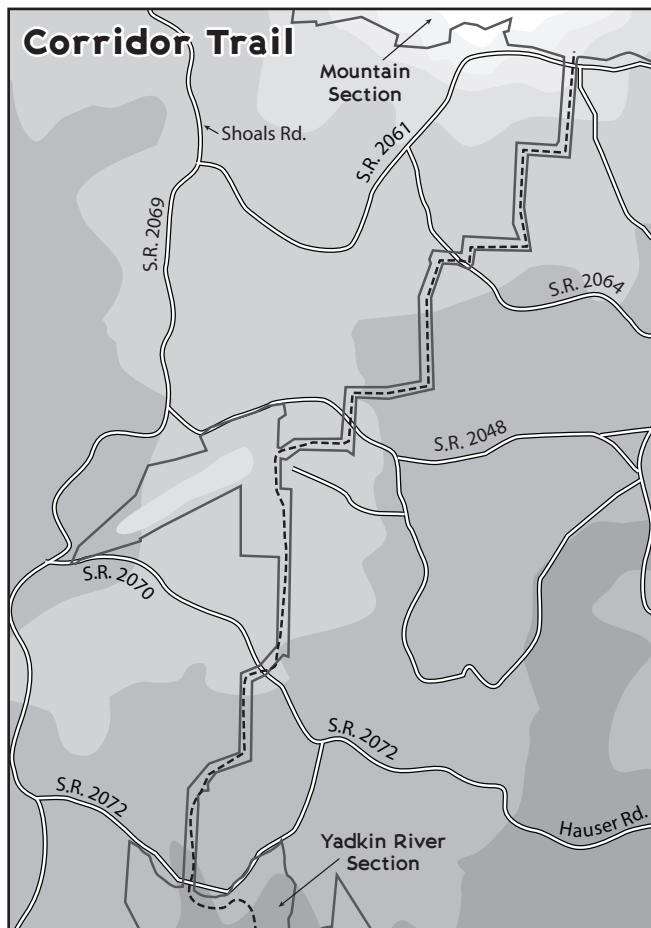 Corridor Trail
Mountain
Section
Shoals Rd.
S.R. 2061
S.R. 2069
S.R. 2064
S.R. 2048
S.R. 2070
S.R. 2072
S.R. 2072
Hauser Rd.
Yadkin River
Section